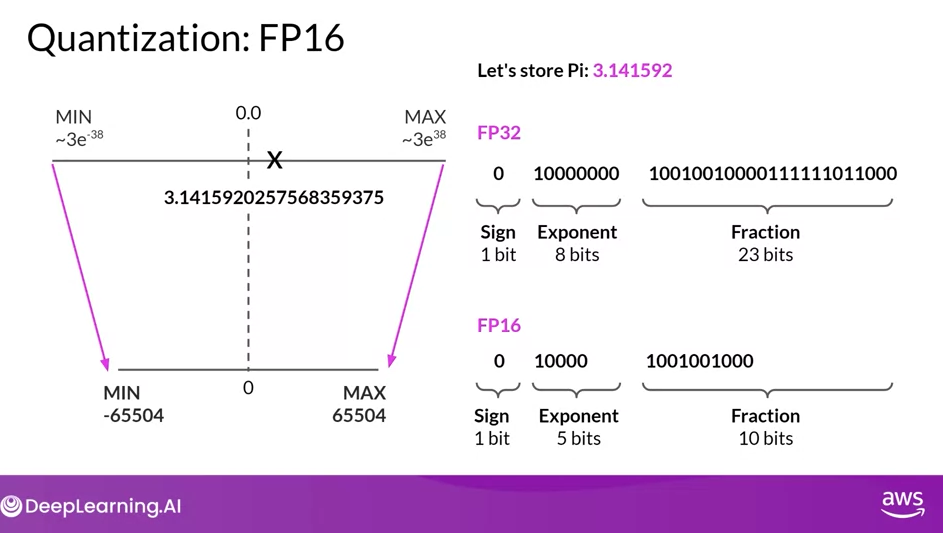 Quantization: FP16
Let's store Pi: 3.141592
0.0
MIN
~3e⁻³⁸
MAX
~3e³⁸
X
3.1415920257568359375
MIN
-65504
0
MAX
65504
FP32
0 10000000 10010010000111111011000
Sign Exponent Fraction
1 bit 8 bits 23 bits
FP16
0 10000 1001001000
Sign Exponent Fraction
1 bit 5 bits 10 bits
DeepLearning.AI
aws